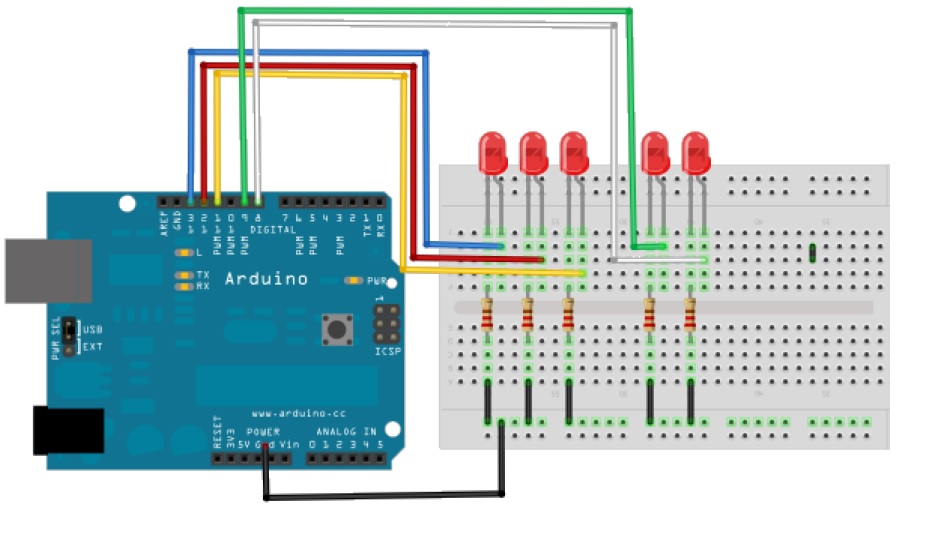 AREF
GND
13
12
PWM 11
PWM 10
PWM 9
8
7
PWM 6
PWM 5
4
PWM 3
2
TX 1
RX 0
DIGITAL
L
TX
RX
Arduino
PWR
1
ICSP
PWR SEL
USB
EXT
www.arduino.cc
POWER
ANALOG IN
RESET
3V3
5V Gnd Vin 0 1 2 3 4 5